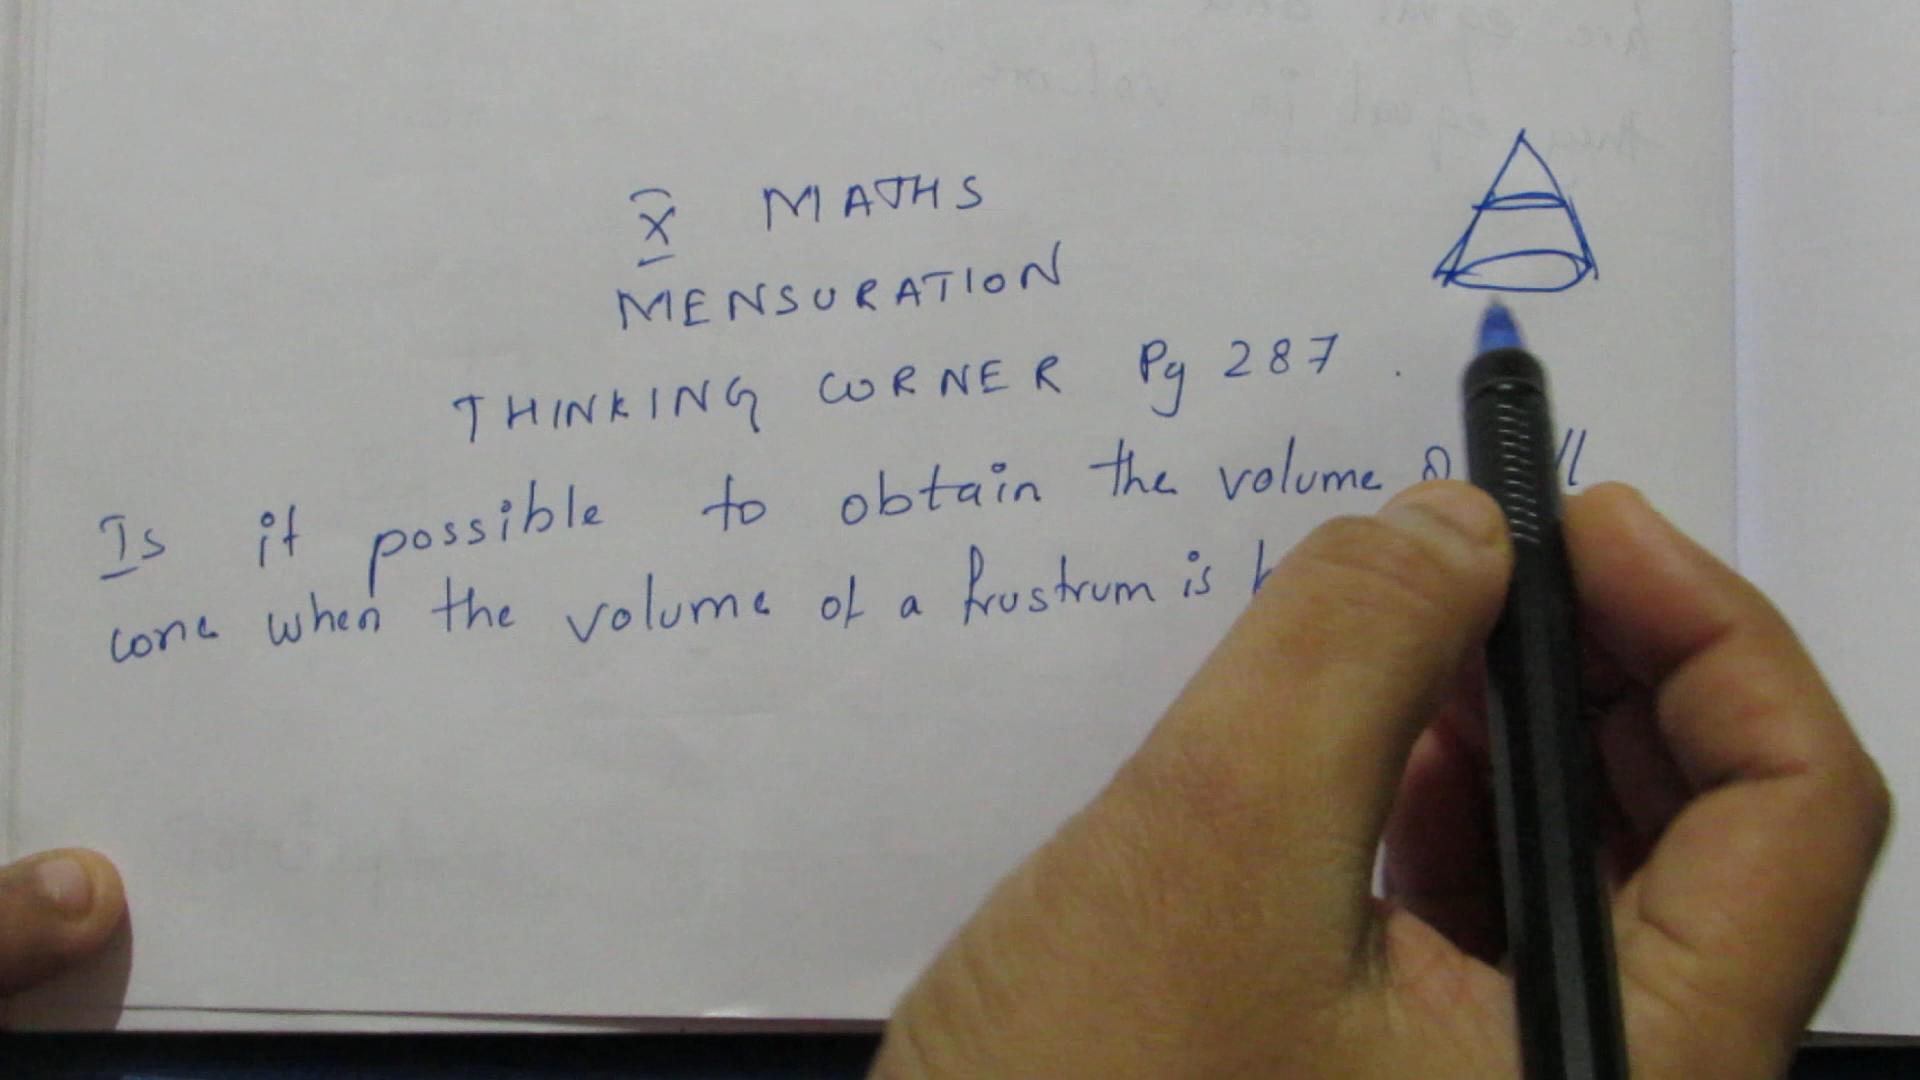 X MATHS
MENSURATION
THINKING CORNER Pg 287.
Is it possible to obtain the volume
cone when the volume of a frustrum is